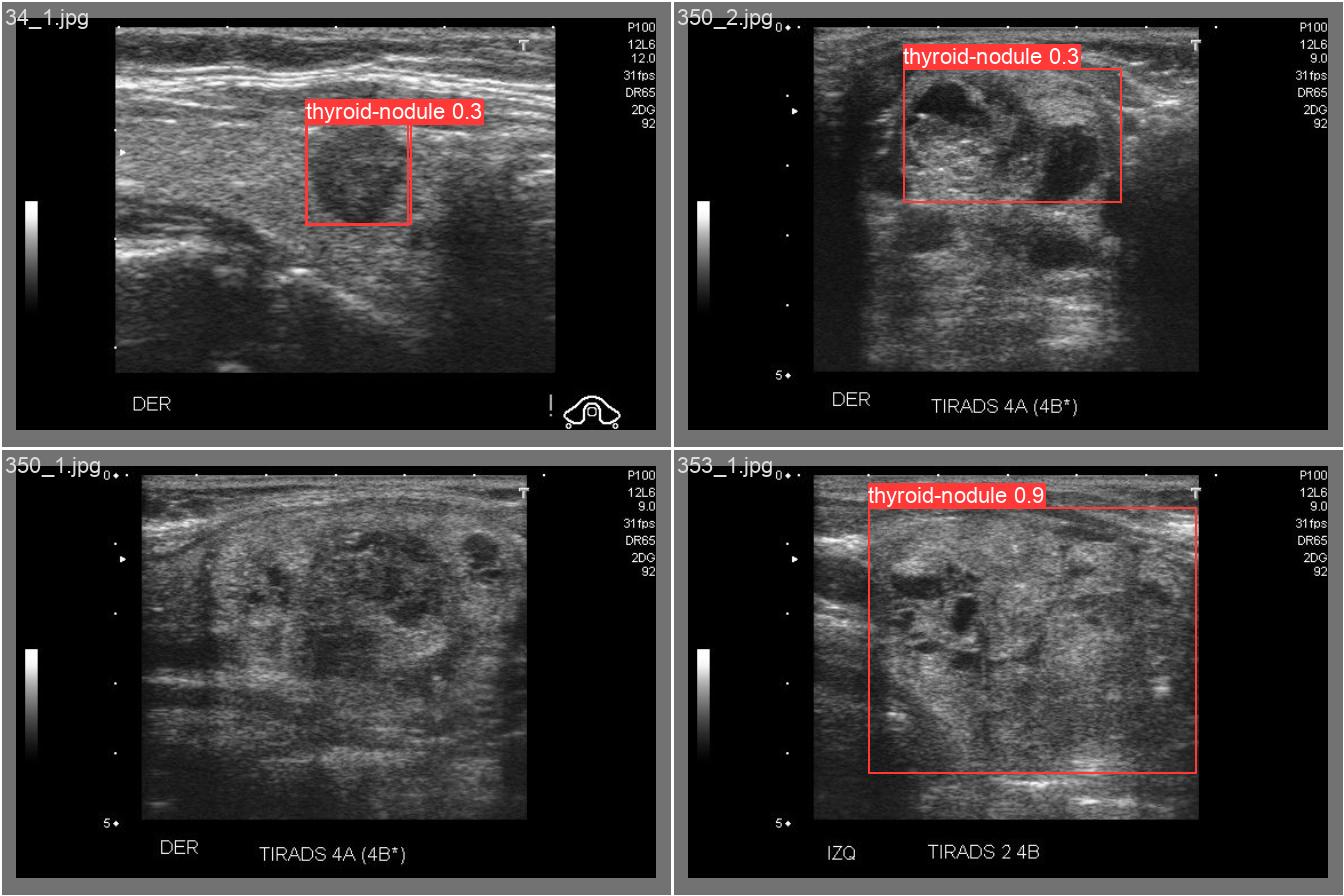 34_1.jpg
P100
12L6
12.0
31fps
DR65
2DG
92
T
thyroid-nodule 0.3
DER
!
350_2.jpg
0
P100
12L6
9.0
31fps
DR65
2DG
92
T
thyroid-nodule 0.3
5
DER
TIRADS 4A (4B*)
350_1.jpg
0
P100
12L6
9.0
31fps
DR65
2DG
92
T
5
DER
TIRADS 4A (4B*)
353_1.jpg
0
P100
12L6
9.0
31fps
DR65
2DG
92
T
thyroid-nodule 0.9
5
IZQ
TIRADS 2 4B